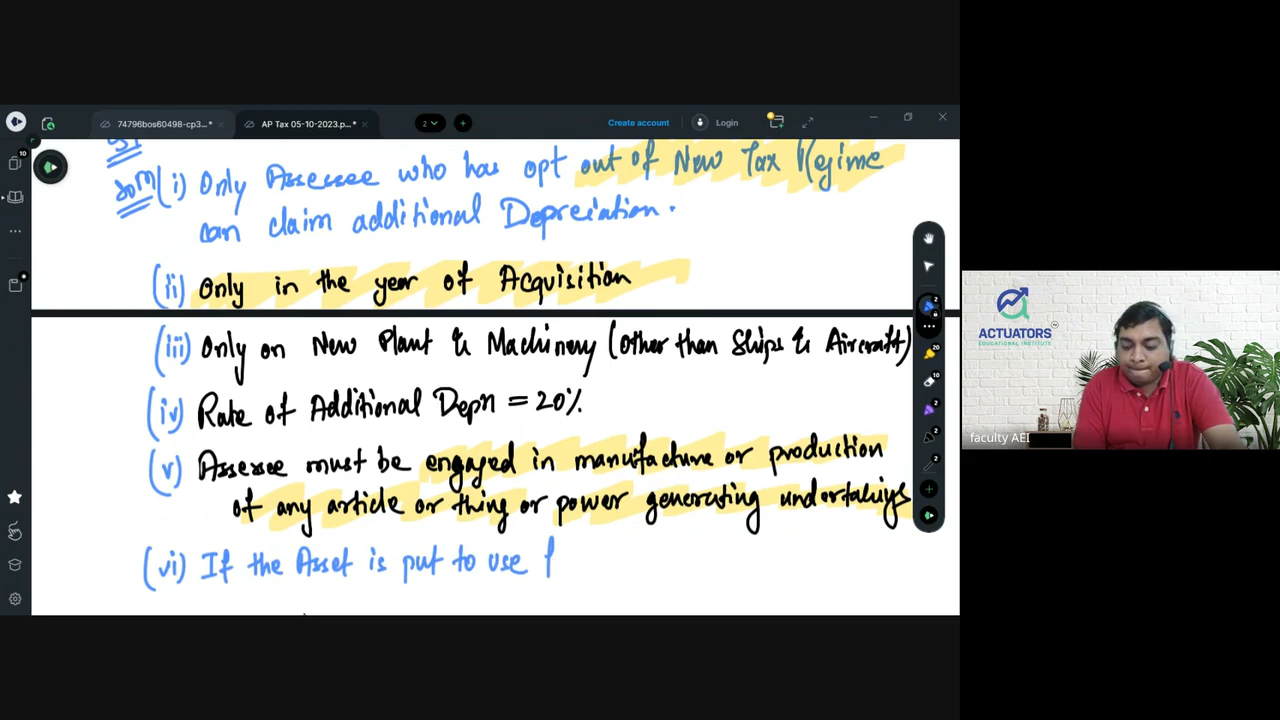 74796bos60498-cp3...*
AP Tax 05-10-2023.p...*
2
Create account
Login
(i) Only Assessee who has opt out of New Tax Regime
can claim additional Depreciation.
(ii) Only in the year of Acquisition
(iii) Only on New Plant & Machinery (Other than Ships & Aircraft)
(iv) Rate of Additional Depn = 20%
(v) Assessee must be engaged in manufacture or production
of any article or thing or power generating undertakings
(vi) If the Asset is put to use
ACTUATORS
EDUCATIONAL INSTITUTE
faculty AEI